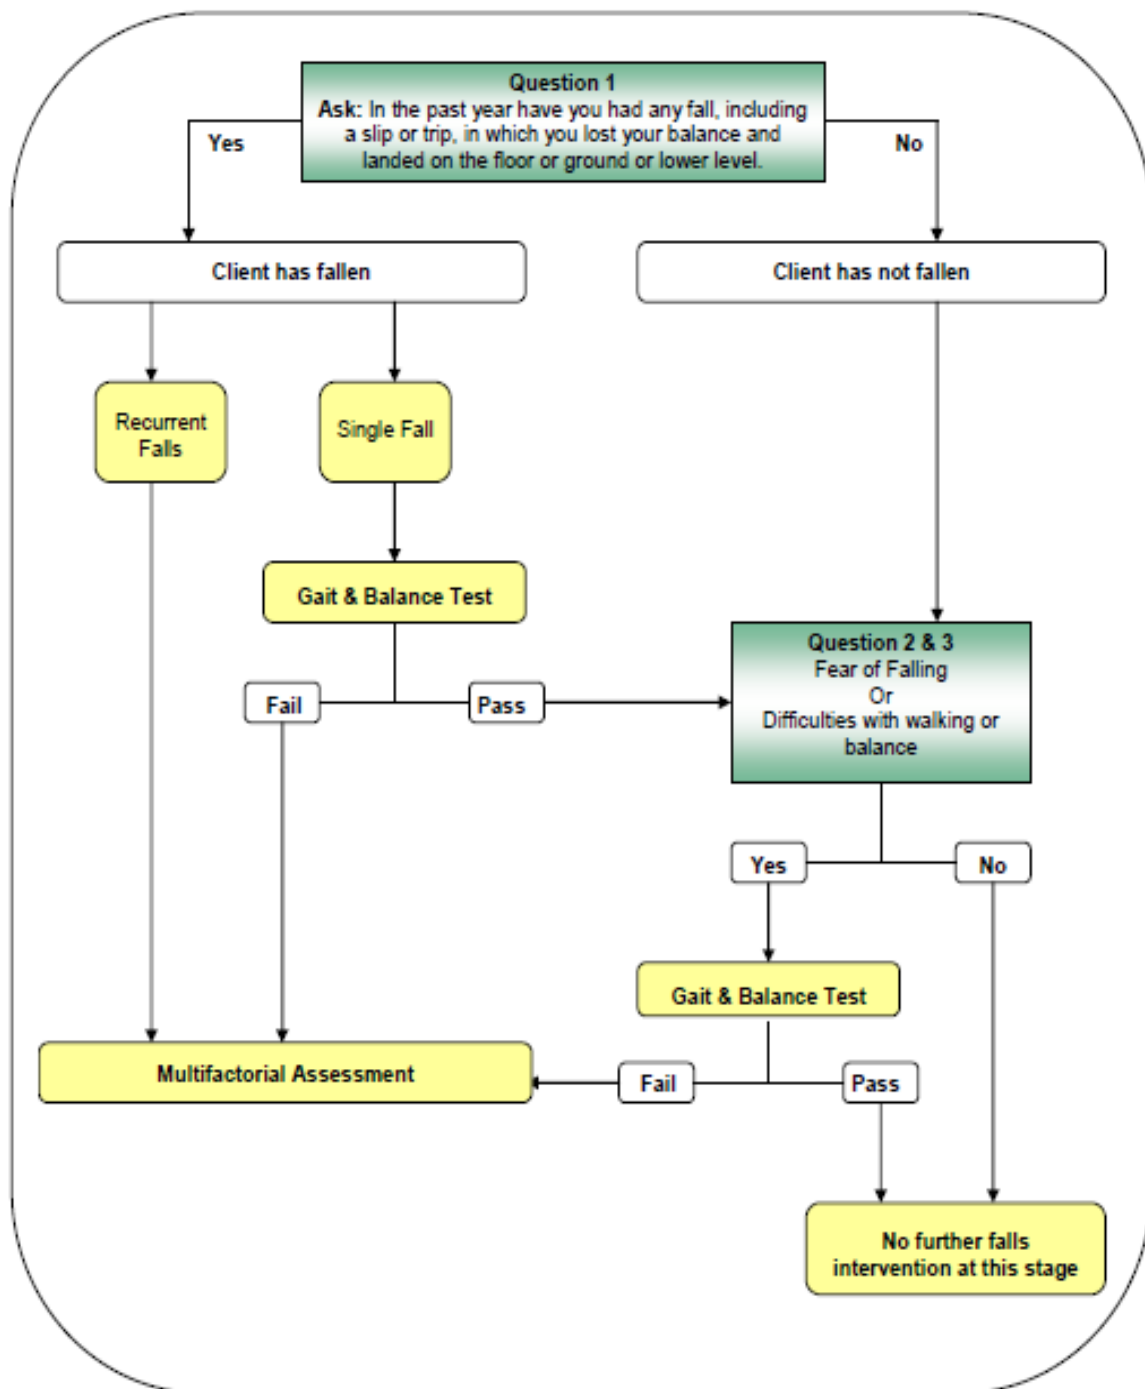 Question 1
Ask: In the past year have you had any fall, including
a slip or trip, in which you lost your balance and
landed on the floor or ground or lower level.
Yes
No
Client has fallen
Client has not fallen
Recurrent
Falls
Single Fall
Gait & Balance Test
Question 2 & 3
Fear of Falling
Or
Difficulties with walking or
balance
Fail
Pass
Yes
No
Gait & Balance Test
Multifactorial Assessment
Fail
Pass
No further falls
intervention at this stage